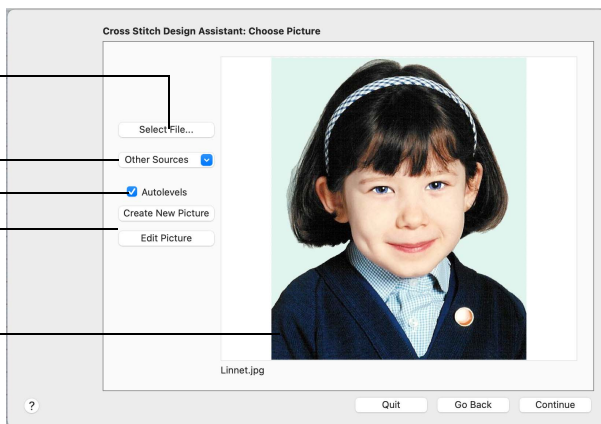 Cross Stitch Design Assistant: Choose Picture
Select File...
Other Sources
Autolevels
Create New Picture
Edit Picture
Linnet.jpg
?
Quit
Go Back
Continue